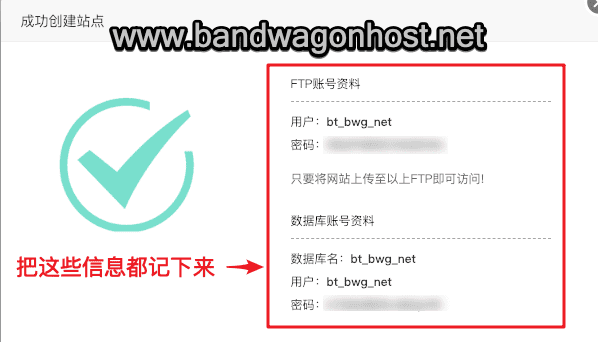 成功创建站点
www.bandwagonhost.net
FTP账号资料
用户：bt_bwg_net
密码：
只要将网站上传至以上FTP即可访问!
数据库账号资料
把这些信息都记下来
数据库名：bt_bwg_net
用户：bt_bwg_net
密码：